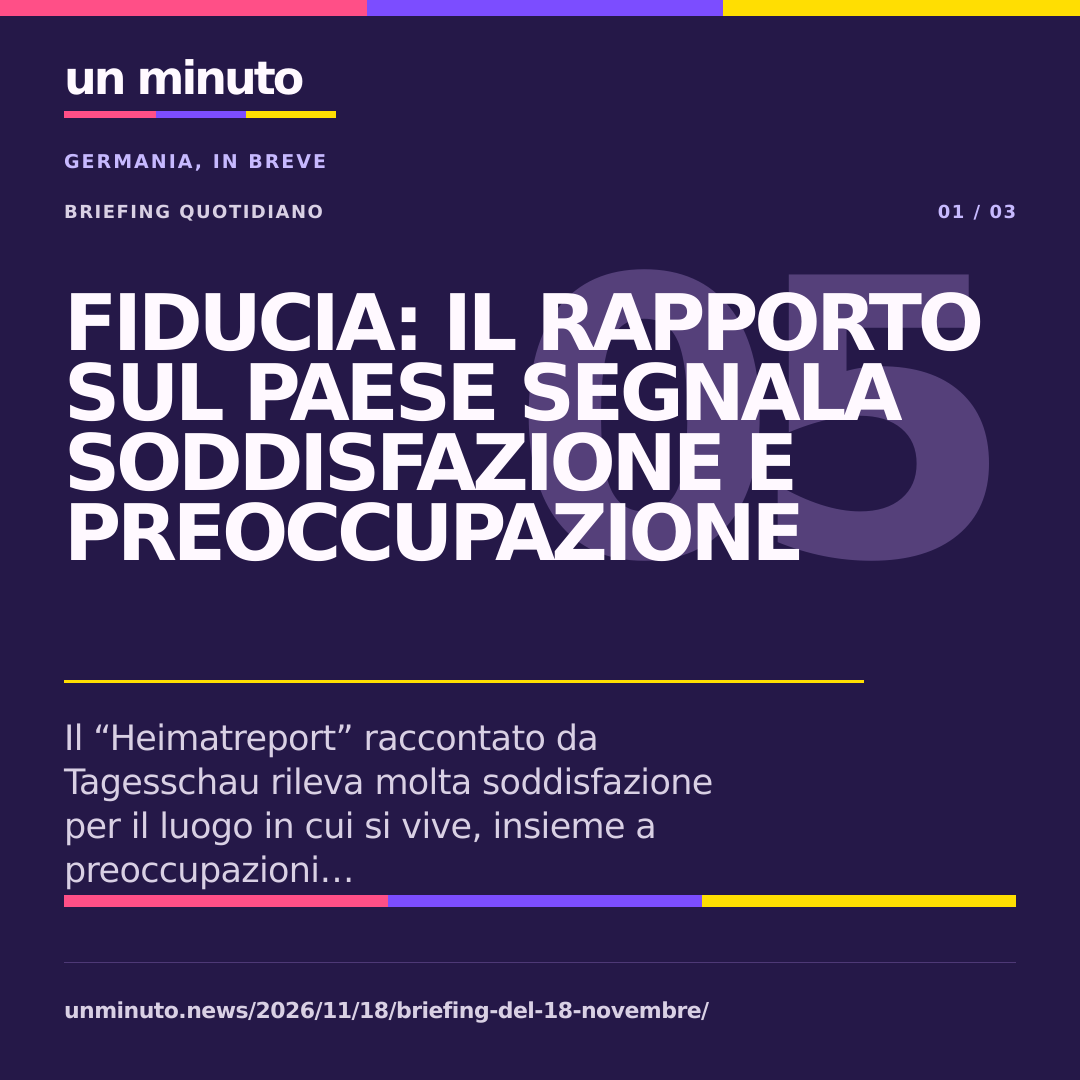 un minuto
GERMANIA, IN BREVE
BRIEFING QUOTIDIANO
01 / 03
05
FIDUCIA: IL RAPPORTO
SUL PAESE SEGNALA
SODDISFAZIONE E
PREOCCUPAZIONE
Il “Heimatreport” raccontato da
Tagesschau rileva molta soddisfazione
per il luogo in cui si vive, insieme a
preoccupazioni…
unminuto.news/2026/11/18/briefing-del-18-novembre/